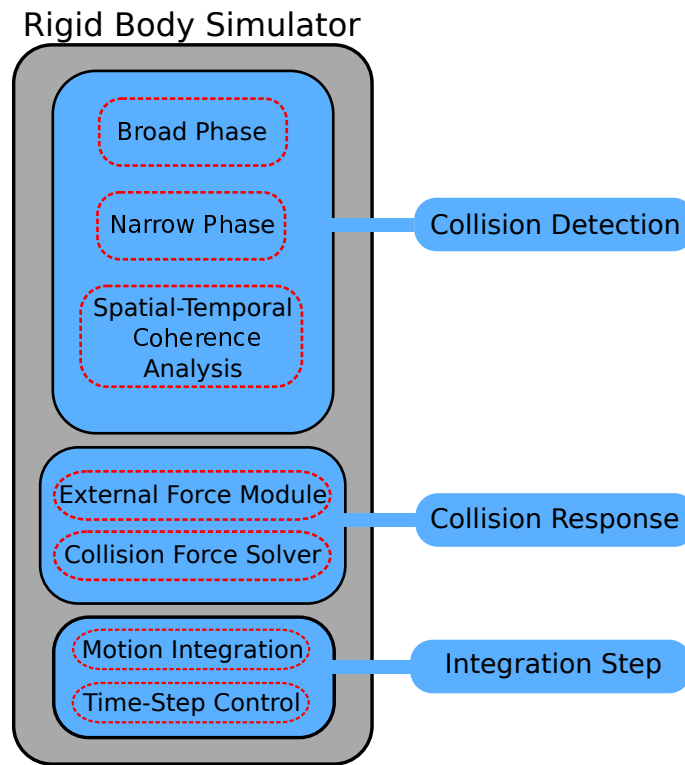 Rigid Body Simulator
Broad Phase
Narrow Phase
Spatial-Temporal
Coherence
Analysis
Collision Detection
External Force Module
Collision Force Solver
Collision Response
Motion Integration
Time-Step Control
Integration Step